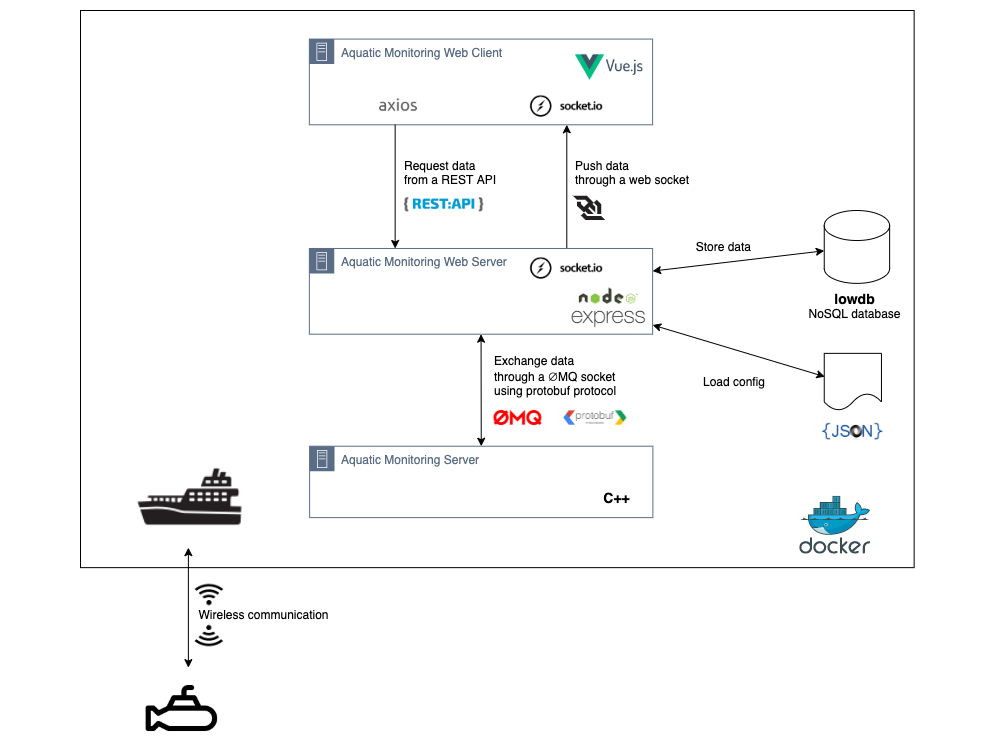 Aquatic Monitoring Web Client
Vue.js
axios
socket.io
Request data
from a REST API
{ REST:API }
Push data
through a web socket
Aquatic Monitoring Web Server
socket.io
node
JS
express
Store data
lowdb
NoSQL database
Load config
{JSON}
Exchange data
through a ØMQ socket
using protobuf protocol
ØMQ
protobuf
Aquatic Monitoring Server
C++
docker
Wireless communication